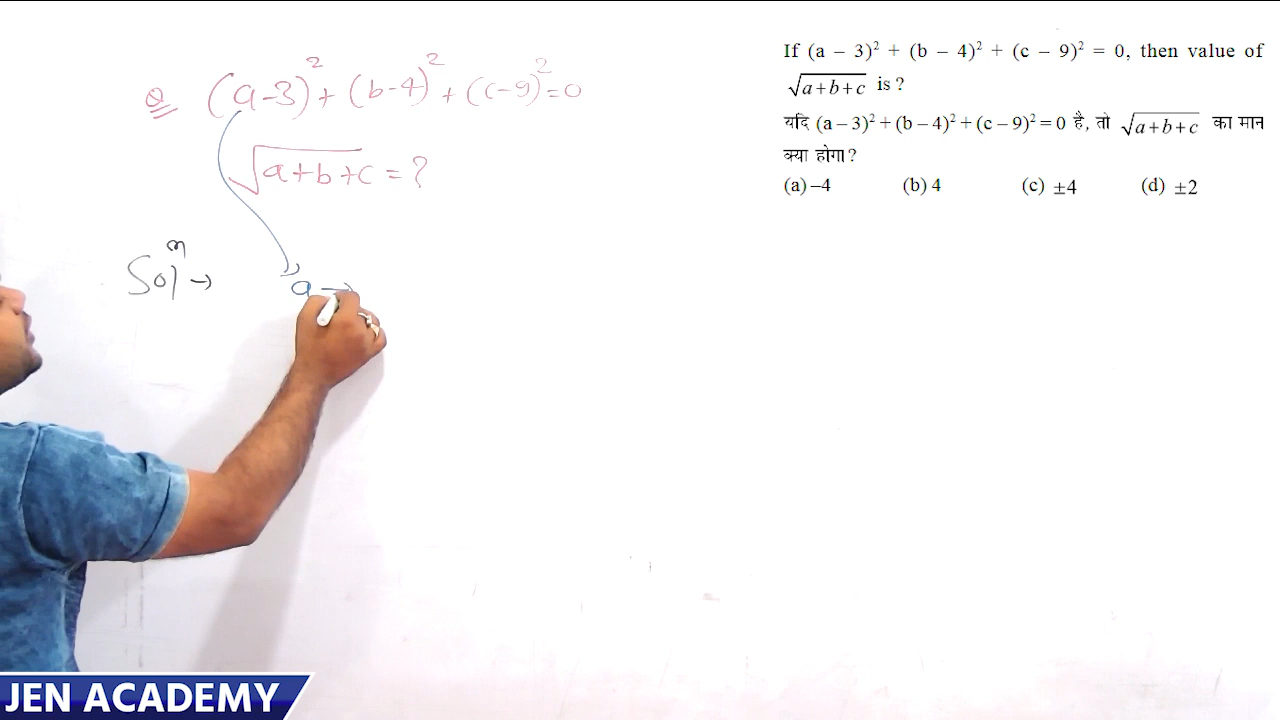 Q (a-3)² + (b-4)² + (c-9)² = 0
√a+b+c = ?
Solⁿ →
a →
If (a – 3)² + (b – 4)² + (c – 9)² = 0, then value of
√a+b+c is ?
यदि (a – 3)² + (b – 4)² + (c – 9)² = 0 है, तो √a+b+c का मान
क्या होगा?
(a) –4 (b) 4 (c) ±4 (d) ±2
JEN ACADEMY